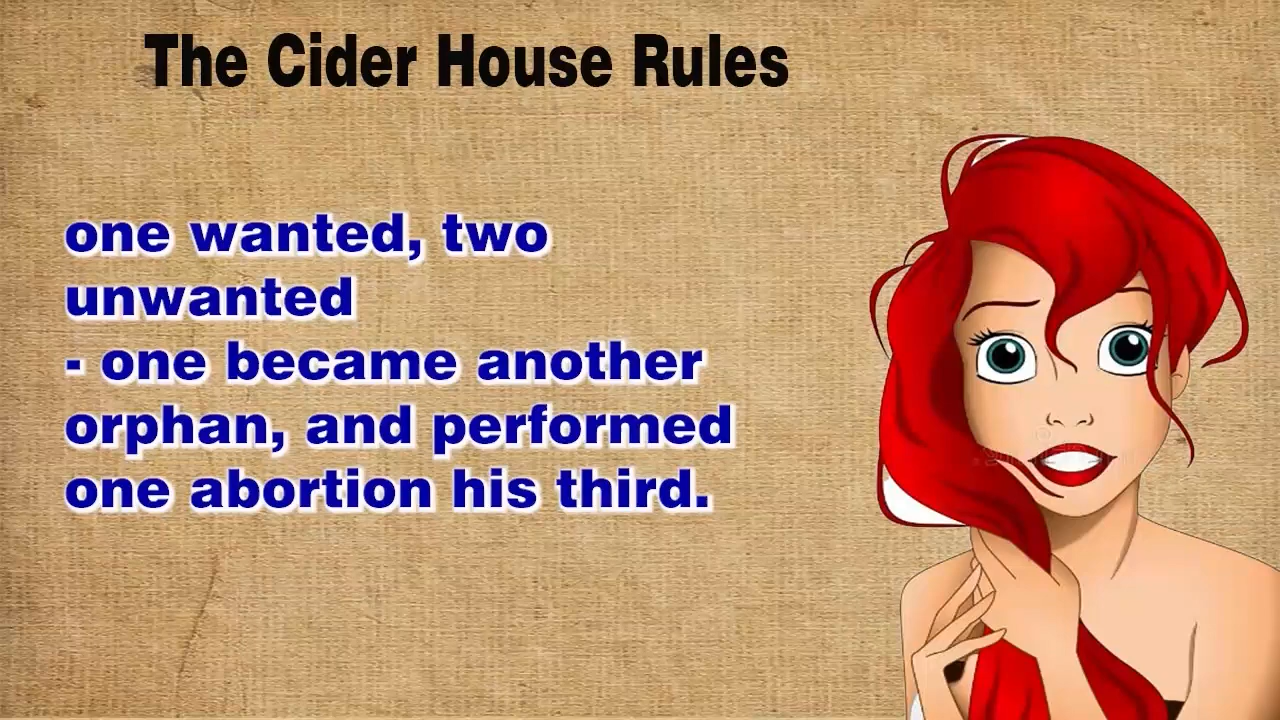 The Cider House Rules
one wanted, two
unwanted
- one became another
orphan, and performed
one abortion his third.